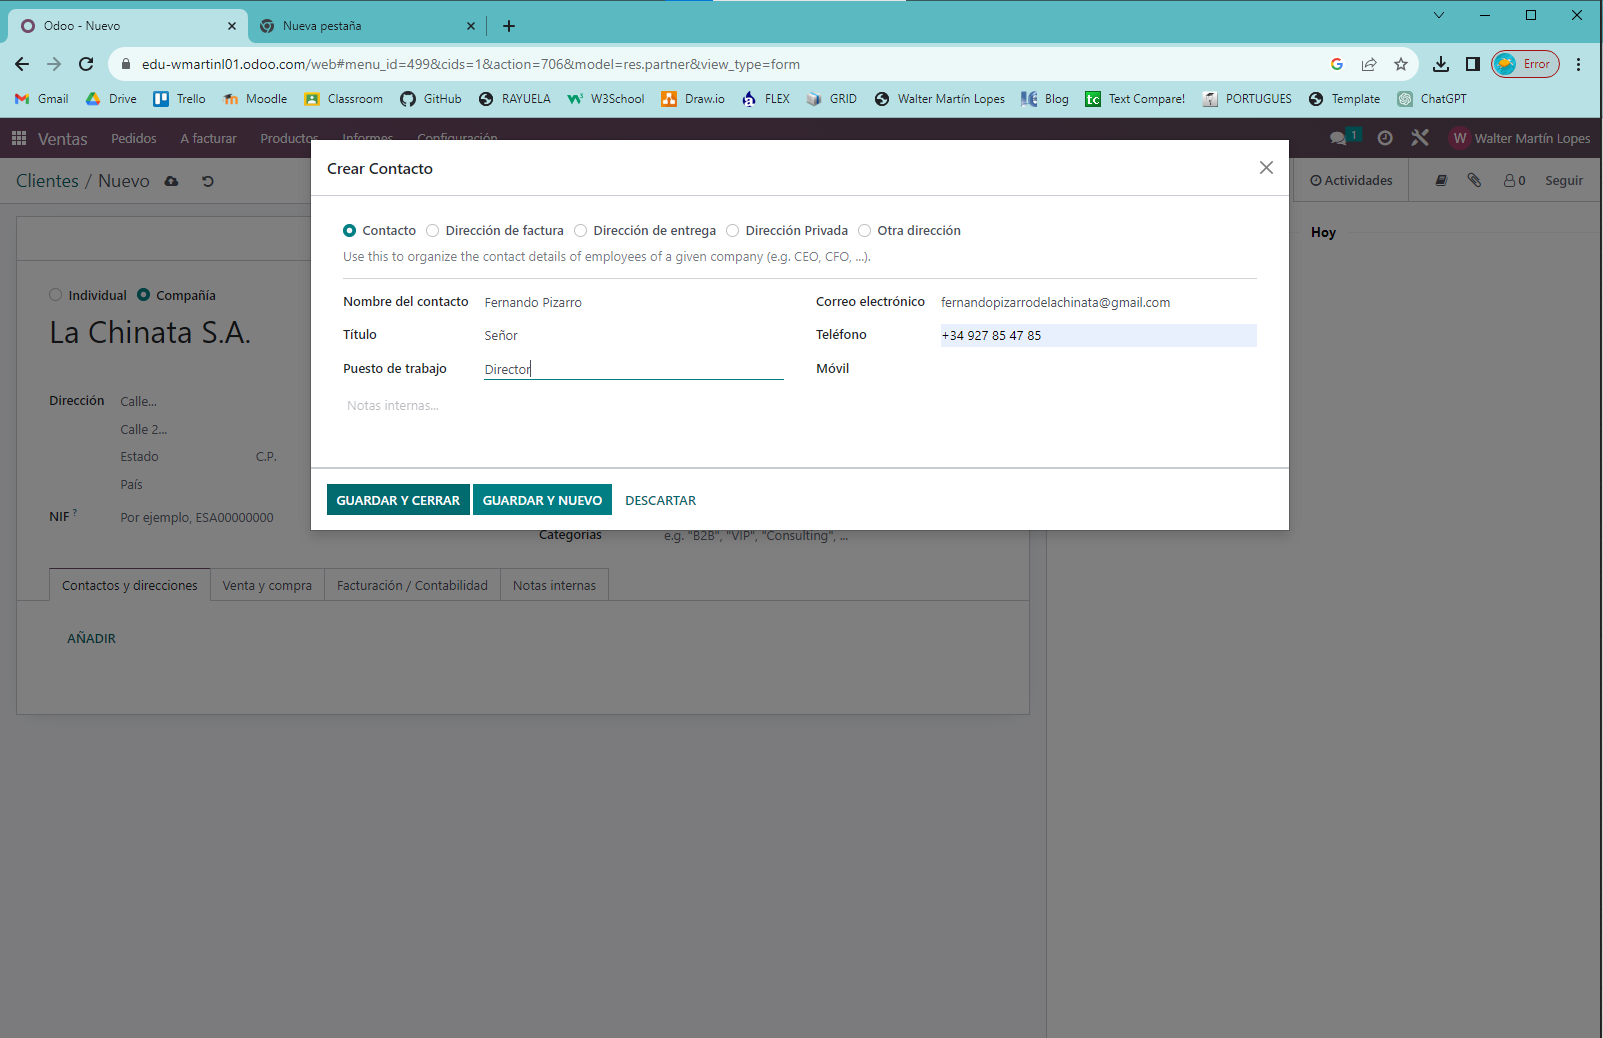 Odoo - Nuevo
Nueva pestaña
edu-wmartinl01.odoo.com/web#menu_id=499&cids=1&action=706&model=res.partner&view_type=form
Error
Gmail Drive Trello Moodle Classroom GitHub RAYUELA W3School Draw.io FLEX GRID Walter Martín Lopes Blog Text Compare! PORTUGUES Template ChatGPT
Ventas Pedidos A facturar Productos Informes Configuración 1 W Walter Martín Lopes
Clientes / Nuevo
Actividades 0 Seguir
Hoy
Crear Contacto
Contacto Dirección de factura Dirección de entrega Dirección Privada Otra dirección
Use this to organize the contact details of employees of a given company (e.g. CEO, CFO, ...).
Nombre del contacto Fernando Pizarro Correo electrónico fernandopizarrodelachinata@gmail.com
Título Señor Teléfono +34 927 85 47 85
Puesto de trabajo Director Móvil
Notas internas...
GUARDAR Y CERRAR GUARDAR Y NUEVO DESCARTAR
Individual Compañía
La Chinata S.A.
Dirección Calle...
Calle 2...
Estado C.P.
País
NIF ? Por ejemplo, ESA00000000
Categorías e.g. "B2B", "VIP", "Consulting", ...
Contactos y direcciones Venta y compra Facturación / Contabilidad Notas internas
AÑADIR